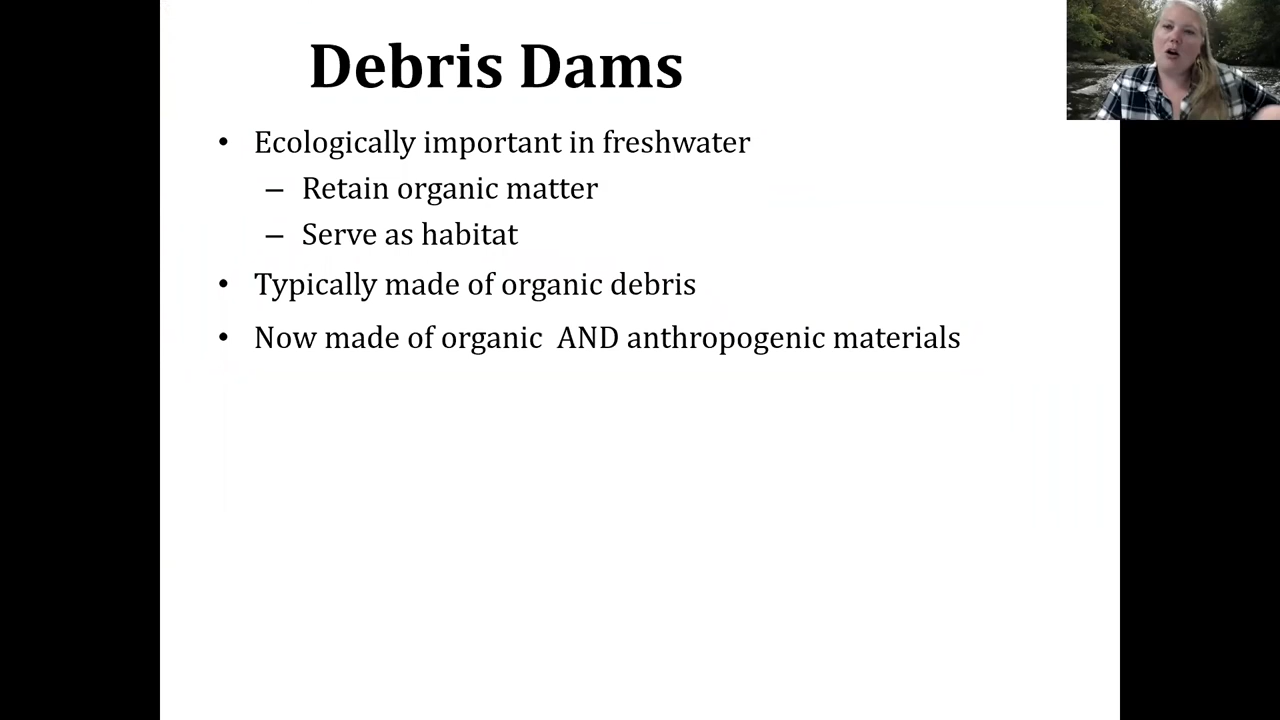 Debris Dams
• Ecologically important in freshwater
– Retain organic matter
– Serve as habitat
• Typically made of organic debris
• Now made of organic  AND anthropogenic materials